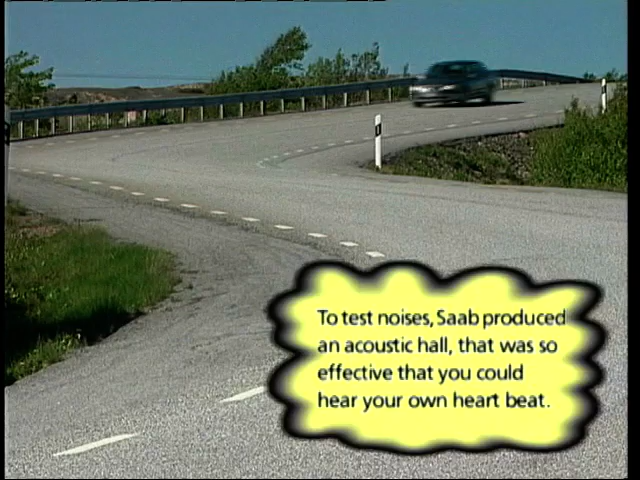 To test noises, Saab produced
an acoustic hall, that was so
effective that you could
hear your own heart beat.